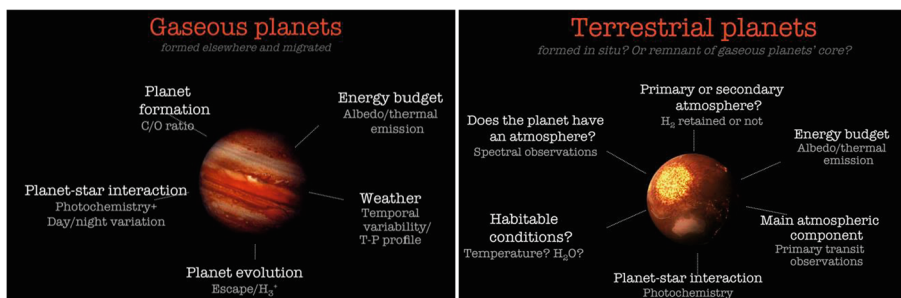 Gaseous planets
formed elsewhere and migrated
Planet
formation
C/O ratio
Energy budget
Albedo/thermal
emission
Planet-star interaction
Photochemistry+
Day/night variation
Weather
Temporal
variability/
T-P profile
Planet evolution
Escape/H₃⁺
Terrestrial planets
formed in situ? Or remnant of gaseous planets' core?
Primary or secondary
atmosphere?
H₂ retained or not
Does the planet have
an atmosphere?
Spectral observations
Energy budget
Albedo/thermal
emission
Habitable
conditions?
Temperature? H₂O?
Main atmospheric
component
Primary transit
observations
Planet-star interaction
Photochemistry